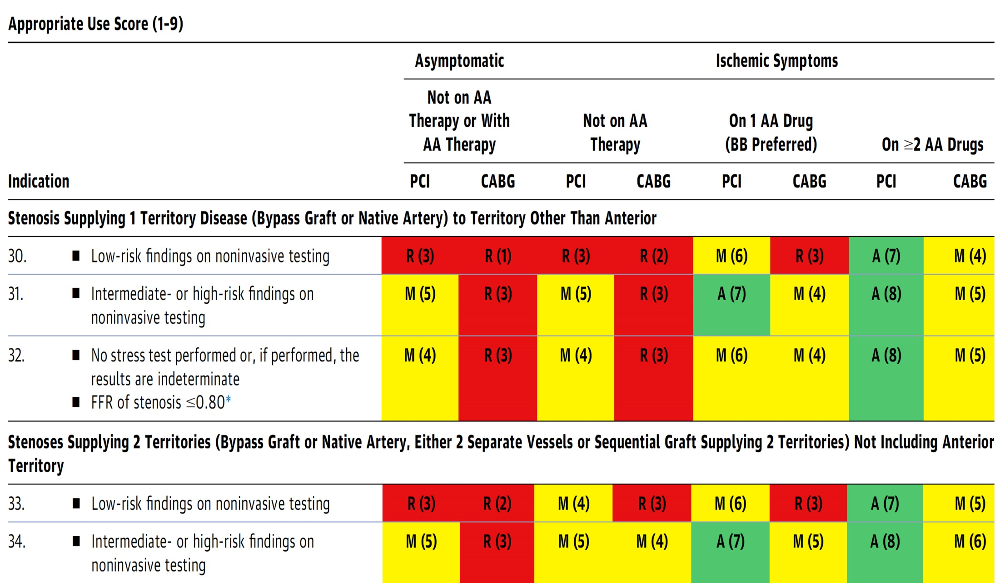 Appropriate Use Score (1–9)
Asymptomatic Ischemic Symptoms
Not on AA
Therapy or With Not on AA On 1 AA Drug
AA Therapy Therapy (BB Preferred) On ≥2 AA Drugs
Indication PCI CABG PCI CABG PCI CABG PCI CABG
Stenosis Supplying 1 Territory Disease (Bypass Graft or Native Artery) to Territory Other Than Anterior
30. ■ Low-risk findings on noninvasive testing R (3) R (1) R (3) R (2) M (6) R (3) A (7) M (4)
31. ■ Intermediate- or high-risk findings on M (5) R (3) M (5) R (3) A (7) M (4) A (8) M (5)
noninvasive testing
32. ■ No stress test performed or, if performed, the M (4) R (3) M (4) R (3) M (6) M (4) A (8) M (5)
results are indeterminate
■ FFR of stenosis ≤0.80*
Stenoses Supplying 2 Territories (Bypass Graft or Native Artery, Either 2 Separate Vessels or Sequential Graft Supplying 2 Territories) Not Including Anterior
Territory
33. ■ Low-risk findings on noninvasive testing R (3) R (2) M (4) R (3) M (6) R (3) A (7) M (5)
34. ■ Intermediate- or high-risk findings on M (5) R (3) M (5) M (4) A (7) M (5) A (8) M (6)
noninvasive testing